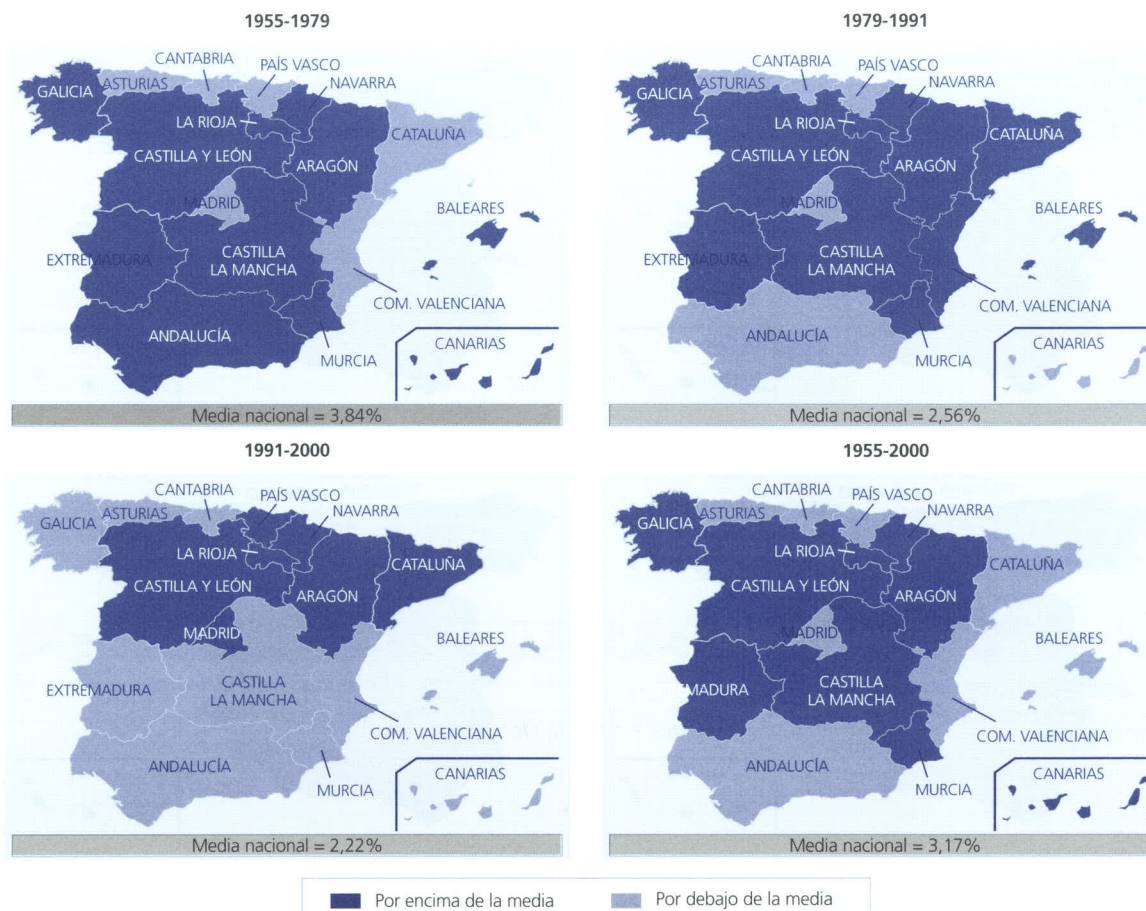 1955-1979
CANTABRIA
PAÍS VASCO
ASTURIAS
NAVARRA
GALICIA
LA RIOJA
CATALUÑA
CASTILLA Y LEÓN
ARAGÓN
MADRID
BALEARES
CASTILLA
LA MANCHA
EXTREMADURA
COM. VALENCIANA
ANDALUCÍA
MURCIA
CANARIAS
Media nacional = 3,84%
1979-1991
CANTABRIA
PAÍS VASCO
ASTURIAS
NAVARRA
GALICIA
LA RIOJA
CATALUÑA
CASTILLA Y LEÓN
ARAGÓN
MADRID
BALEARES
CASTILLA
LA MANCHA
EXTREMADURA
COM. VALENCIANA
ANDALUCÍA
MURCIA
CANARIAS
Media nacional = 2,56%
1991-2000
CANTABRIA
PAÍS VASCO
ASTURIAS
NAVARRA
GALICIA
LA RIOJA
CATALUÑA
CASTILLA Y LEÓN
ARAGÓN
MADRID
BALEARES
CASTILLA
LA MANCHA
EXTREMADURA
COM. VALENCIANA
ANDALUCÍA
MURCIA
CANARIAS
Media nacional = 2,22%
1955-2000
CANTABRIA
PAÍS VASCO
ASTURIAS
NAVARRA
GALICIA
LA RIOJA
CATALUÑA
CASTILLA Y LEÓN
ARAGÓN
MADRID
BALEARES
CASTILLA
LA MANCHA
TREMADURA
COM. VALENCIANA
ANDALUCÍA
MURCIA
CANARIAS
Media nacional = 3,17%
Por encima de la media
Por debajo de la media